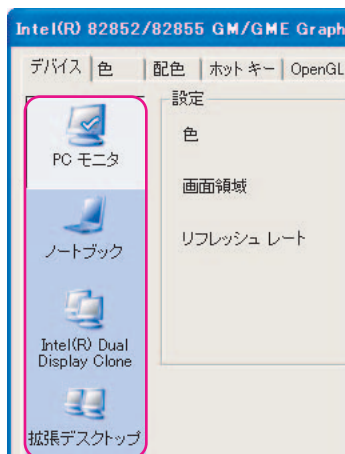 Intel(R) 82852/82855 GM/GME Graph
デバイス 色 配色 ホット キー OpenGL
設定
PC モニタ
色
画面領域
ノートブック
リフレッシュ レート
Intel(R) Dual
Display Clone
拡張デスクトップ